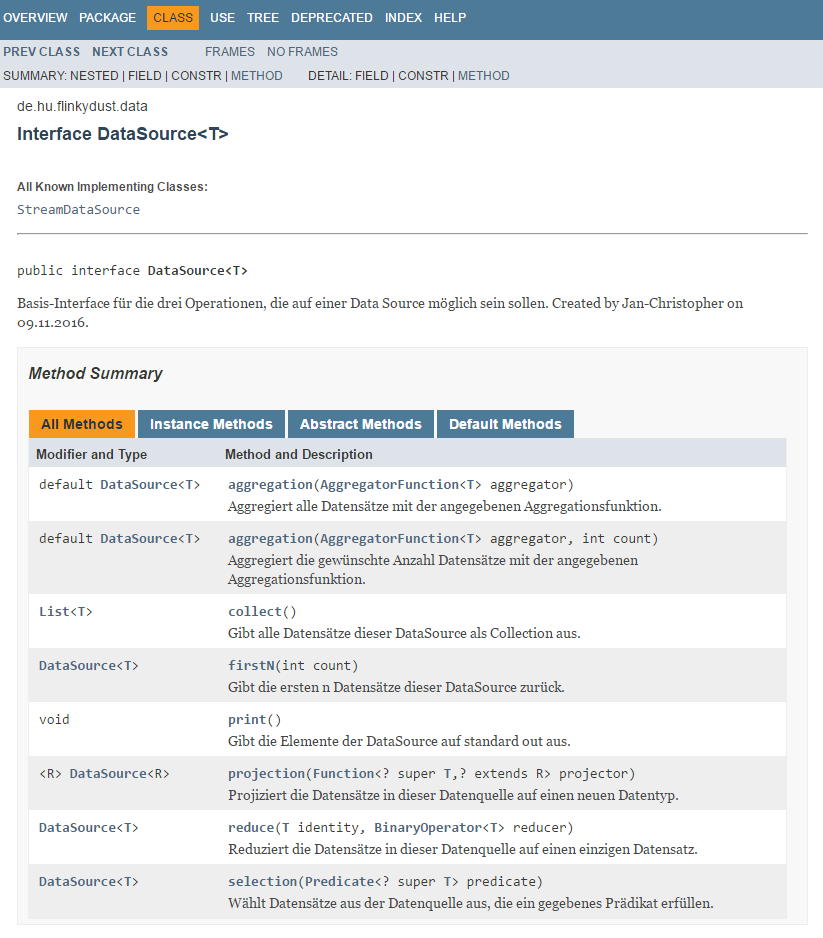 OVERVIEW PACKAGE CLASS USE TREE DEPRECATED INDEX HELP
PREV CLASS NEXT CLASS FRAMES NO FRAMES
SUMMARY: NESTED | FIELD | CONSTR | METHOD DETAIL: FIELD | CONSTR | METHOD
de.hu.flinkydust.data
Interface DataSource<T>
All Known Implementing Classes:
StreamDataSource
public interface DataSource<T>
Basis-Interface für die drei Operationen, die auf einer Data Source möglich sein sollen. Created by Jan-Christopher on
09.11.2016.
Method Summary
All Methods Instance Methods Abstract Methods Default Methods
Modifier and Type Method and Description
default DataSource<T> aggregation(AggregatorFunction<T> aggregator)
Aggregiert alle Datensätze mit der angegebenen Aggregationsfunktion.
default DataSource<T> aggregation(AggregatorFunction<T> aggregator, int count)
Aggregiert die gewünschte Anzahl Datensätze mit der angegebenen
Aggregationsfunktion.
List<T> collect()
Gibt alle Datensätze dieser DataSource als Collection aus.
DataSource<T> firstN(int count)
Gibt die ersten n Datensätze dieser DataSource zurück.
void print()
Gibt die Elemente der DataSource auf standard out aus.
<R> DataSource<R> projection(Function<? super T,? extends R> projector)
Projiziert die Datensätze in dieser Datenquelle auf einen neuen Datentyp.
DataSource<T> reduce(T identity, BinaryOperator<T> reducer)
Reduziert die Datensätze in dieser Datenquelle auf einen einzigen Datensatz.
DataSource<T> selection(Predicate<? super T> predicate)
Wählt Datensätze aus der Datenquelle aus, die ein gegebenes Prädikat erfüllen.